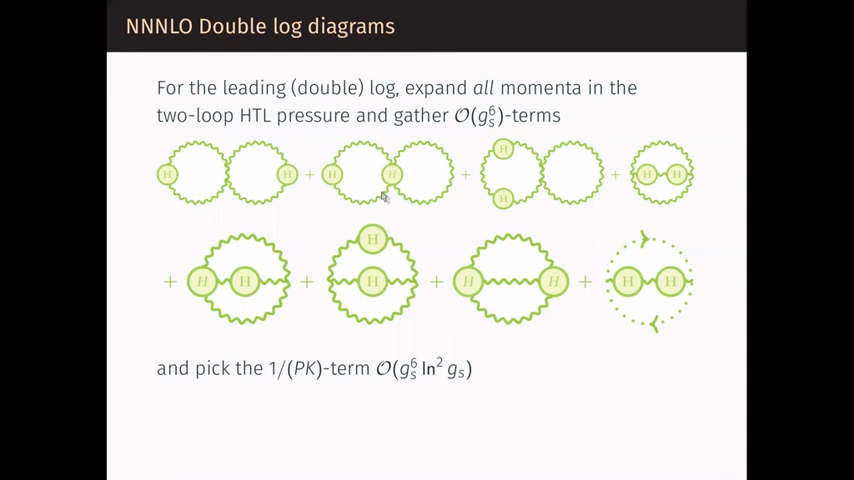 NNNLO Double log diagrams
For the leading (double) log, expand all momenta in the
two-loop HTL pressure and gather 𝒪(g_s^6)-terms
H H + H H + H H + H H
+ H H + H H + H H + H H
and pick the 1/(PK)-term 𝒪(g_s^6 ln^2 g_s)